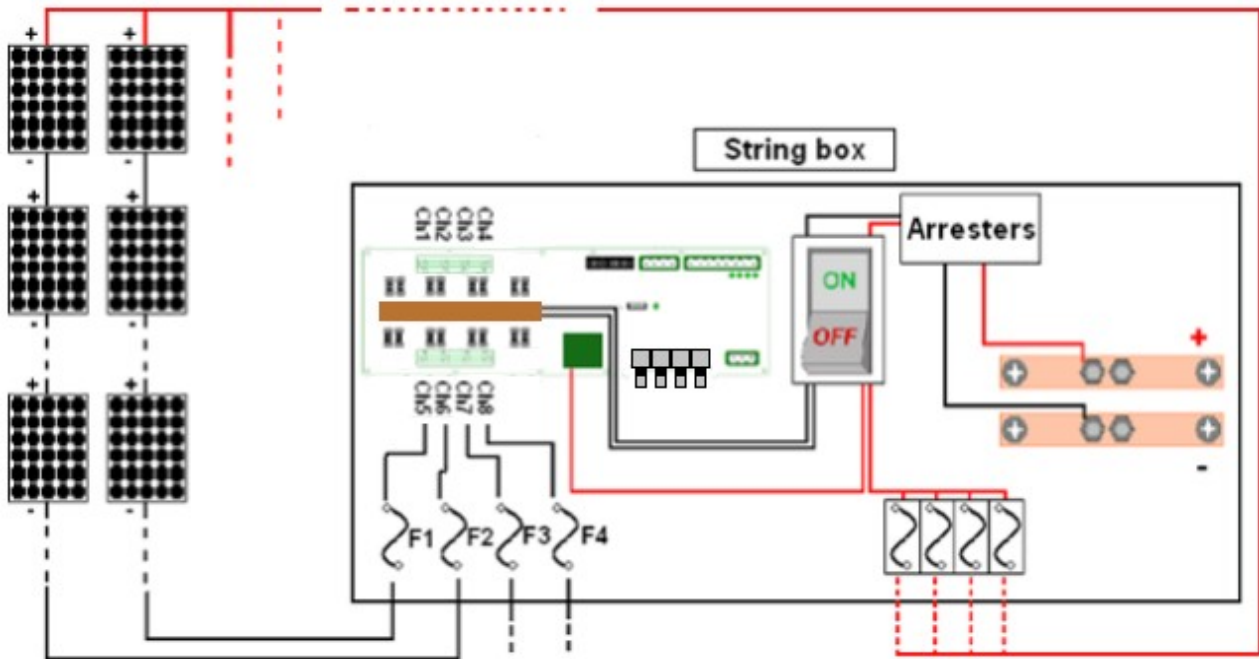 + +
- -
+ +
- -
+ +
- -
String box
Ch1 Ch2 Ch3 Ch4
Arresters
ON
OFF
+
-
Ch5 Ch6 Ch7 Ch8
F1 F2 F3 F4